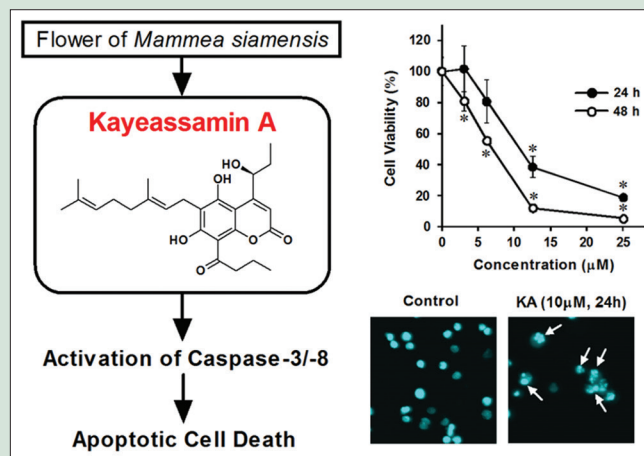 Flower of Mammea siamensis
Kayeassamin A
HO
OH
HO
O
O
O
Activation of Caspase-3/-8
Apoptotic Cell Death
120
100
80
60
40
20
0
Cell Viability (%)
24 h
48 h
*
*
*
*
*
*
*
0
5
10
15
20
25
Concentration (μM)
Control
KA (10μM, 24h)